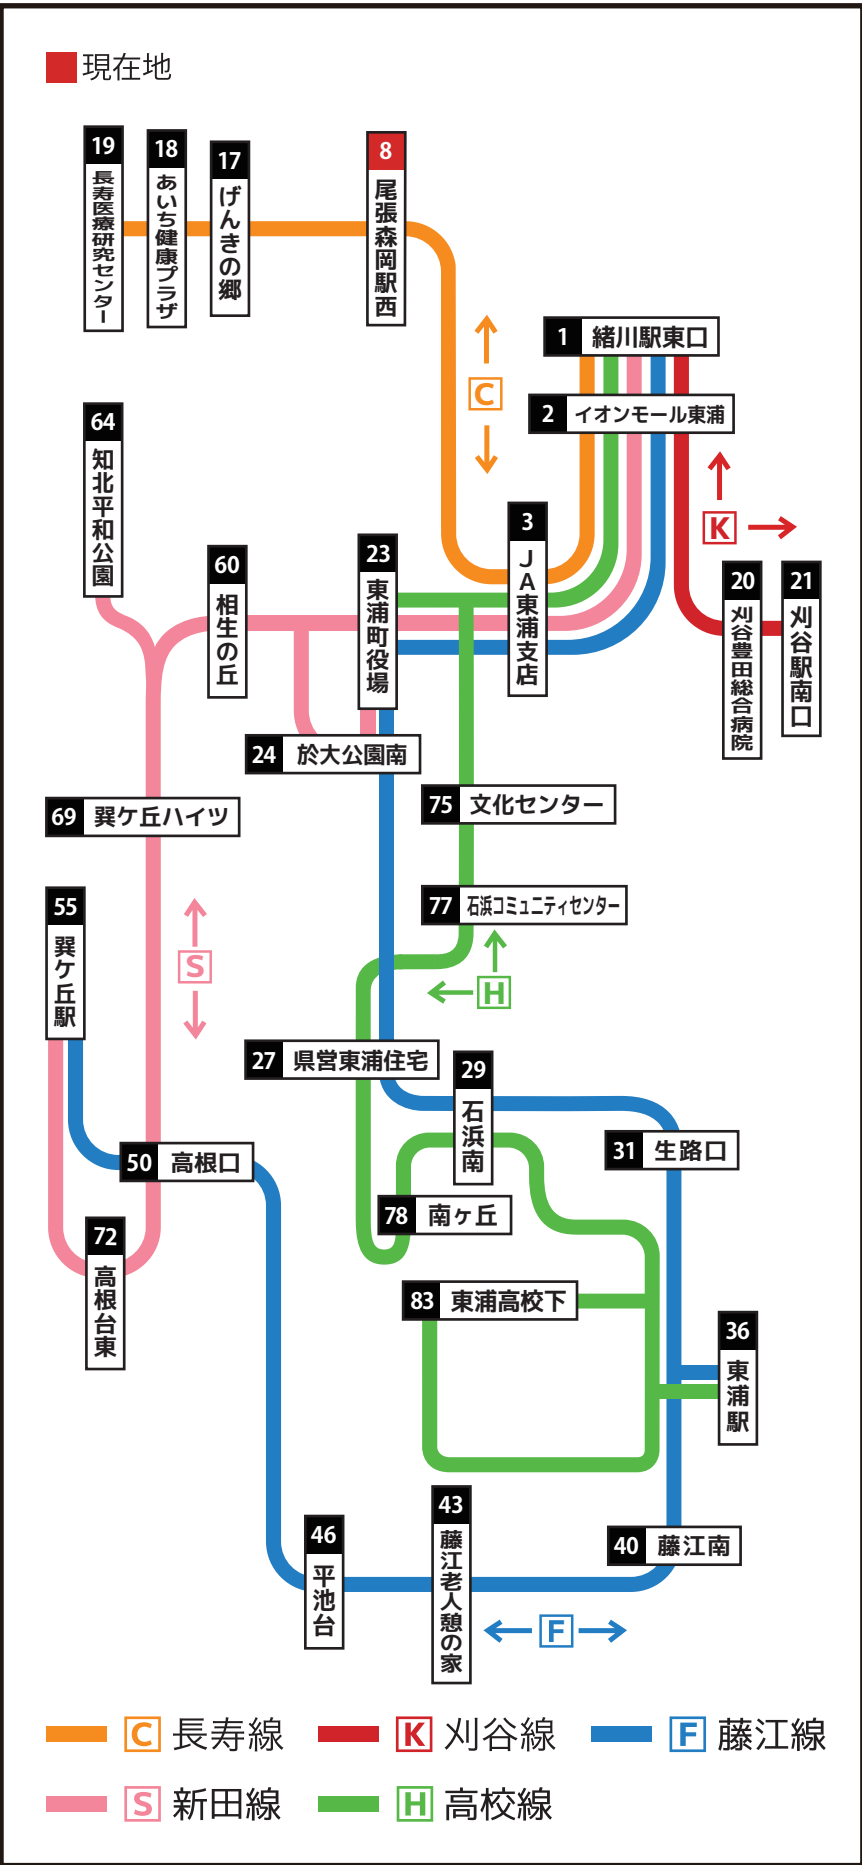 現在地
19 長寿医療研究センター
18 あいち健康プラザ
17 げんきの郷
8 尾張森岡駅西
1 緒川駅東口
C
2 イオンモール東浦
64 知北平和公園
K
3 JA東浦支店
23 東浦町役場
60 相生の丘
20 刈谷豊田総合病院
21 刈谷駅南口
24 於大公園南
75 文化センター
69 巽ケ丘ハイツ
77 石浜コミュニティセンター
55 巽ケ丘駅
S
H
27 県営東浦住宅
29 石浜南
31 生路口
50 高根口
78 南ヶ丘
72 高根台東
83 東浦高校下
36 東浦駅
43 藤江老人憩の家
46 平池台
40 藤江南
F
C 長寿線
K 刈谷線
F 藤江線
S 新田線
H 高校線